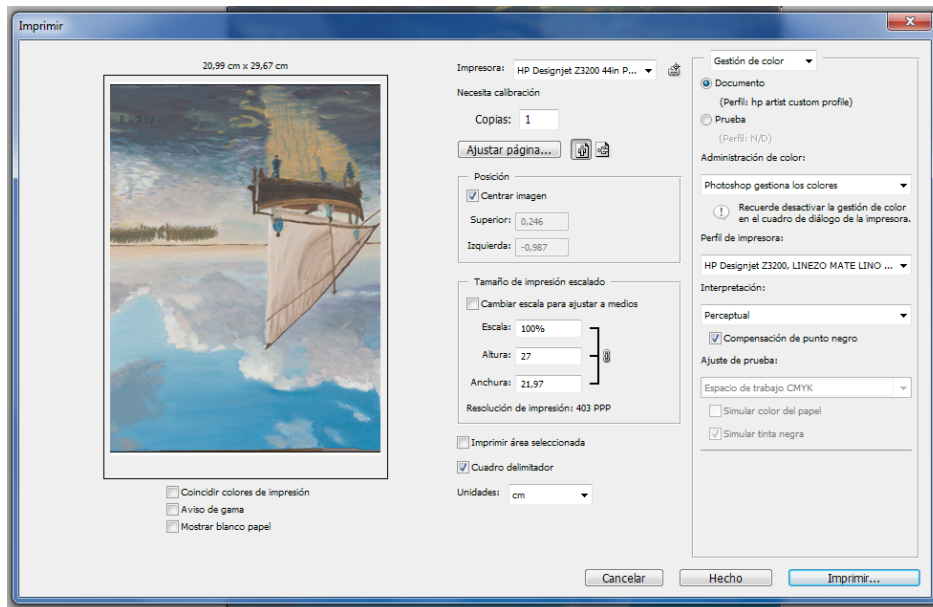 Imprimir
20,99 cm x 29,67 cm
Coincidir colores de impresión
Aviso de gama
Mostrar blanco papel
Impresora: HP Designjet Z3200 44in P...
Necesita calibración
Copias: 1
Ajustar página...
Posición
Centrar imagen
Superior: 0,246
Izquierda: -0,987
Tamaño de impresión escalado
Cambiar escala para ajustar a medios
Escala: 100%
Altura: 27
Anchura: 21,97
Resolución de impresión: 403 PPP
Imprimir área seleccionada
Cuadro delimitador
Unidades: cm
Gestión de color
Documento
(Perfil: hp artist custom profile)
Prueba
(Perfil: N/D)
Administración de color:
Photoshop gestiona los colores
Recuerde desactivar la gestión de color
en el cuadro de diálogo de la impresora.
Perfil de impresora:
HP Designjet Z3200, LINEZO MATE LINO ...
Interpretación:
Perceptual
Compensación de punto negro
Ajuste de prueba:
Espacio de trabajo CMYK
Simular color del papel
Simular tinta negra
Cancelar
Hecho
Imprimir...